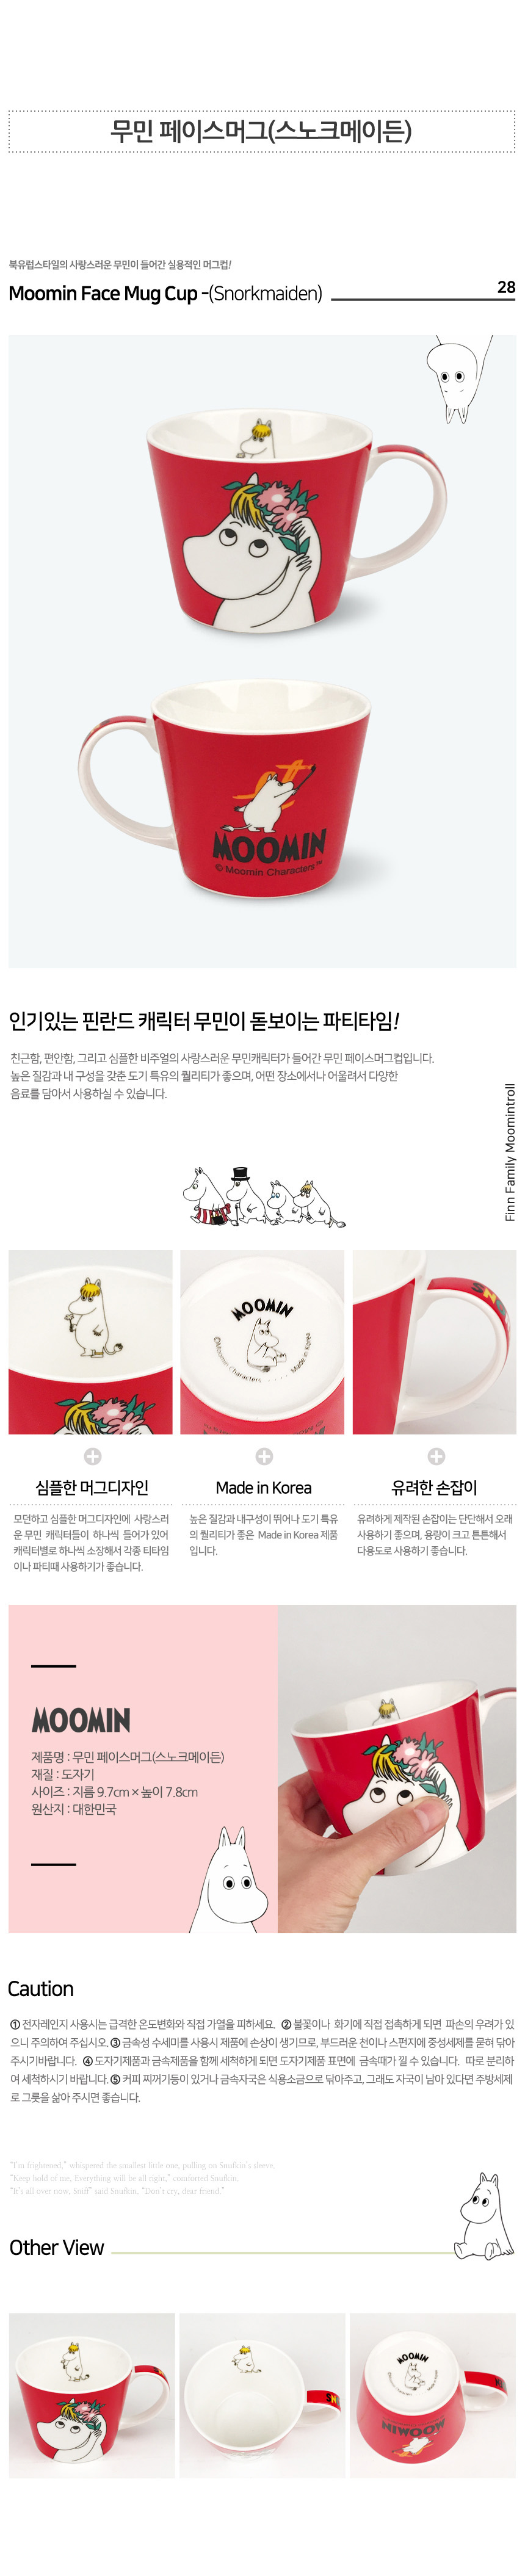 무민 페이스머그(스노크메이든)
북유럽스타일의 사랑스러운 무민이 들어간 실용적인 머그컵!
Moomin Face Mug Cup -(Snorkmaiden)
28
MOOMIN
© Moomin Characters™
인기있는 핀란드 캐릭터 무민이 돋보이는 파티타임!
친근함, 편안함, 그리고 심플한 비주얼의 사랑스러운 무민캐릭터가 들어간 무민 페이스머그컵입니다.
높은 질감과 내 구성을 갖춘 도기 특유의 퀄리티가 좋으며, 어떤 장소에서나 어울려서 다양한
음료를 담아서 사용하실 수 있습니다.
Finn Family Moomintroll
MOOMIN
©Moomin Characters
Made in Korea
심플한 머그디자인
모던하고 심플한 머그디자인에 사랑스러
운 무민 캐릭터들이 하나씩 들어가 있어
캐릭터별로 하나씩 소장해서 각종 티타임
이나 파티때 사용하기가 좋습니다.
Made in Korea
높은 질감과 내구성이 뛰어나 도기 특유
의 퀄리티가 좋은 Made in Korea 제품
입니다.
유려한 손잡이
유려하게 제작된 손잡이는 단단해서 오래
사용하기 좋으며, 용량이 크고 튼튼해서
다용도로 사용하기 좋습니다.
MOOMIN
제품명 : 무민 페이스머그(스노크메이든)
재질 : 도자기
사이즈 : 지름 9.7cm × 높이 7.8cm
원산지 : 대한민국
Caution
① 전자레인지 사용시는 급격한 온도변화와 직접 가열을 피하세요. ② 불꽃이나 화기에 직접 접촉하게 되면 파손의 우려가 있
으니 주의하여 주십시오. ③ 금속성 수세미를 사용시 제품에 손상이 생기므로, 부드러운 천이나 스펀지에 중성세제를 묻혀 닦아
주시기바랍니다. ④ 도자기제품과 금속제품을 함께 세척하게 되면 도자기제품 표면에 금속때가 낄 수 있습니다. 따로 분리하
여 세척하시기 바랍니다. ⑤ 커피 찌꺼기등이 있거나 금속자국은 식용소금으로 닦아주고, 그래도 자국이 남아 있다면 주방세제
로 그릇을 삶아 주시면 좋습니다.
"I'm frightened," whispered the smallest little one, pulling on Snufkin's sleeve.
"Keep hold of me, Everything will be all right," comforted Snufkin.
"It's all over now, Sniff" said Snufkin. "Don't cry, dear friend."
Other View
MOOMIN
MOOMIN